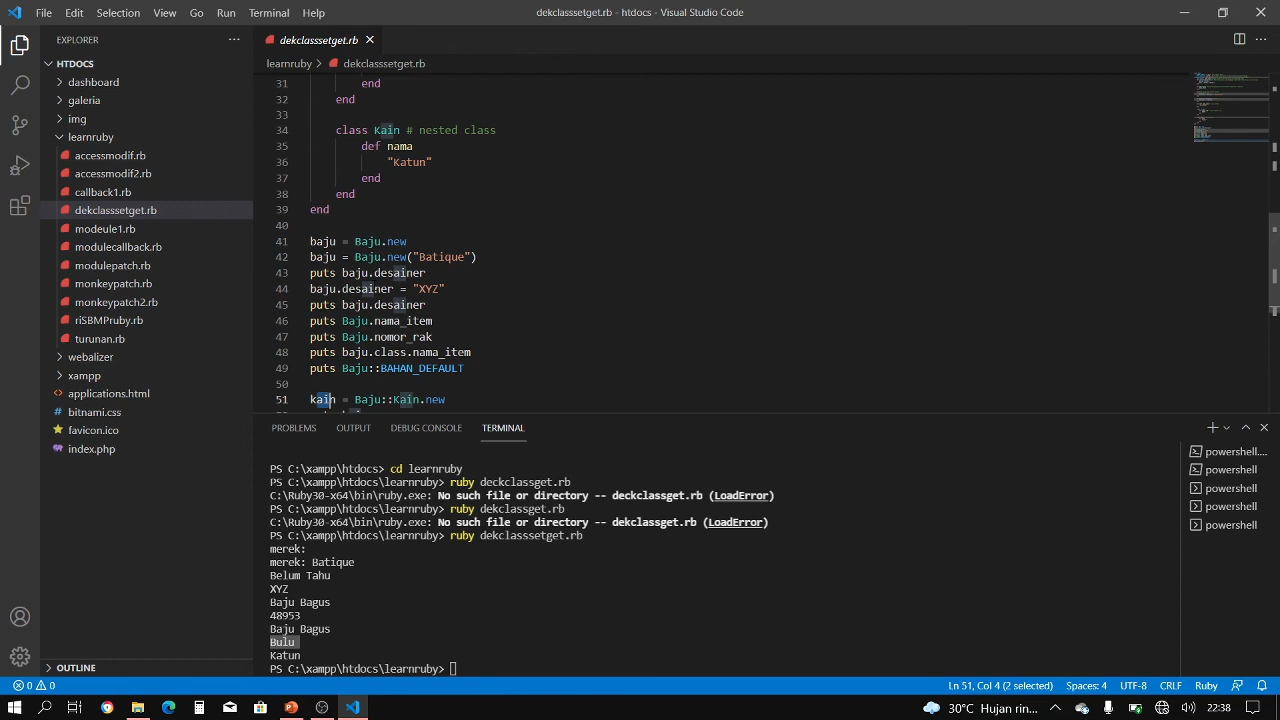 File Edit Selection View Go Run Terminal Help
dekclasssetget.rb - htdocs - Visual Studio Code
EXPLORER
HTDOCS
dashboard
galeria
img
learnruby
accessmodif.rb
accessmodif2.rb
callback1.rb
dekclasssetget.rb
modeule1.rb
modulecallback.rb
modulepatch.rb
monkeypatch.rb
monkeypatch2.rb
riSBMPruby.rb
turunan.rb
webalizer
xampp
applications.html
bitnami.css
favicon.ico
index.php
OUTLINE
dekclasssetget.rb
learnruby > dekclasssetget.rb
31 end
32 end
33
34 class Kain # nested class
35 def nama
36 "Katun"
37 end
38 end
39 end
40
41 baju = Baju.new
42 baju = Baju.new("Batique")
43 puts baju.desainer
44 baju.desainer = "XYZ"
45 puts baju.desainer
46 puts Baju.nama_item
47 puts Baju.nomor_rak
48 puts baju.class.nama_item
49 puts Baju::BAHAN_DEFAULT
50
51 kain = Baju::Kain.new
PROBLEMS OUTPUT DEBUG CONSOLE TERMINAL
PS C:\xampp\htdocs> cd learnruby
PS C:\xampp\htdocs\learnruby> ruby deckclassget.rb
C:\Ruby30-x64\bin\ruby.exe: No such file or directory -- deckclassget.rb (LoadError)
PS C:\xampp\htdocs\learnruby> ruby dekclassget.rb
C:\Ruby30-x64\bin\ruby.exe: No such file or directory -- dekclassget.rb (LoadError)
PS C:\xampp\htdocs\learnruby> ruby dekclasssetget.rb
merek:
merek: Batique
Belum Tahu
XYZ
Baju Bagus
48953
Baju Bagus
Bulu
Katun
PS C:\xampp\htdocs\learnruby>
powershell...
powershell
powershell
powershell
powershell
0 0
Ln 51, Col 4 (2 selected) Spaces: 4 UTF-8 CRLF Ruby
30°C Hujan rin... 22:38